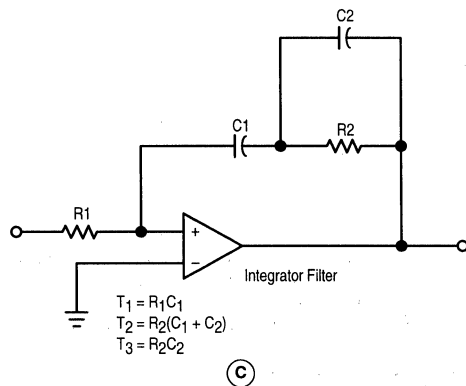 C2
C1
R2
R1
+
−
Integrator Filter
T₁ = R₁C₁
T₂ = R₂(C₁ + C₂)
T₃ = R₂C₂
C